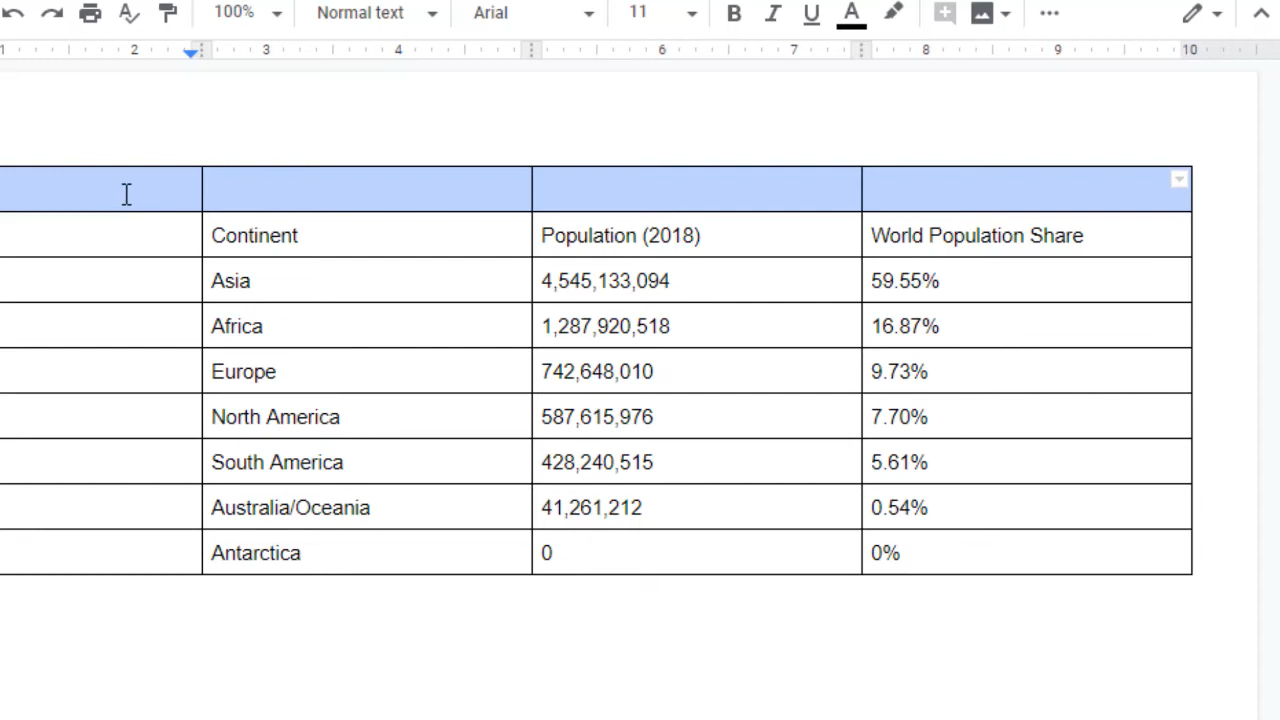 100% Normal text Arial 11 B I U A
1 2 3 4 6 7 8 9 10
Continent Population (2018) World Population Share
Asia 4,545,133,094 59.55%
Africa 1,287,920,518 16.87%
Europe 742,648,010 9.73%
North America 587,615,976 7.70%
South America 428,240,515 5.61%
Australia/Oceania 41,261,212 0.54%
Antarctica 0 0%